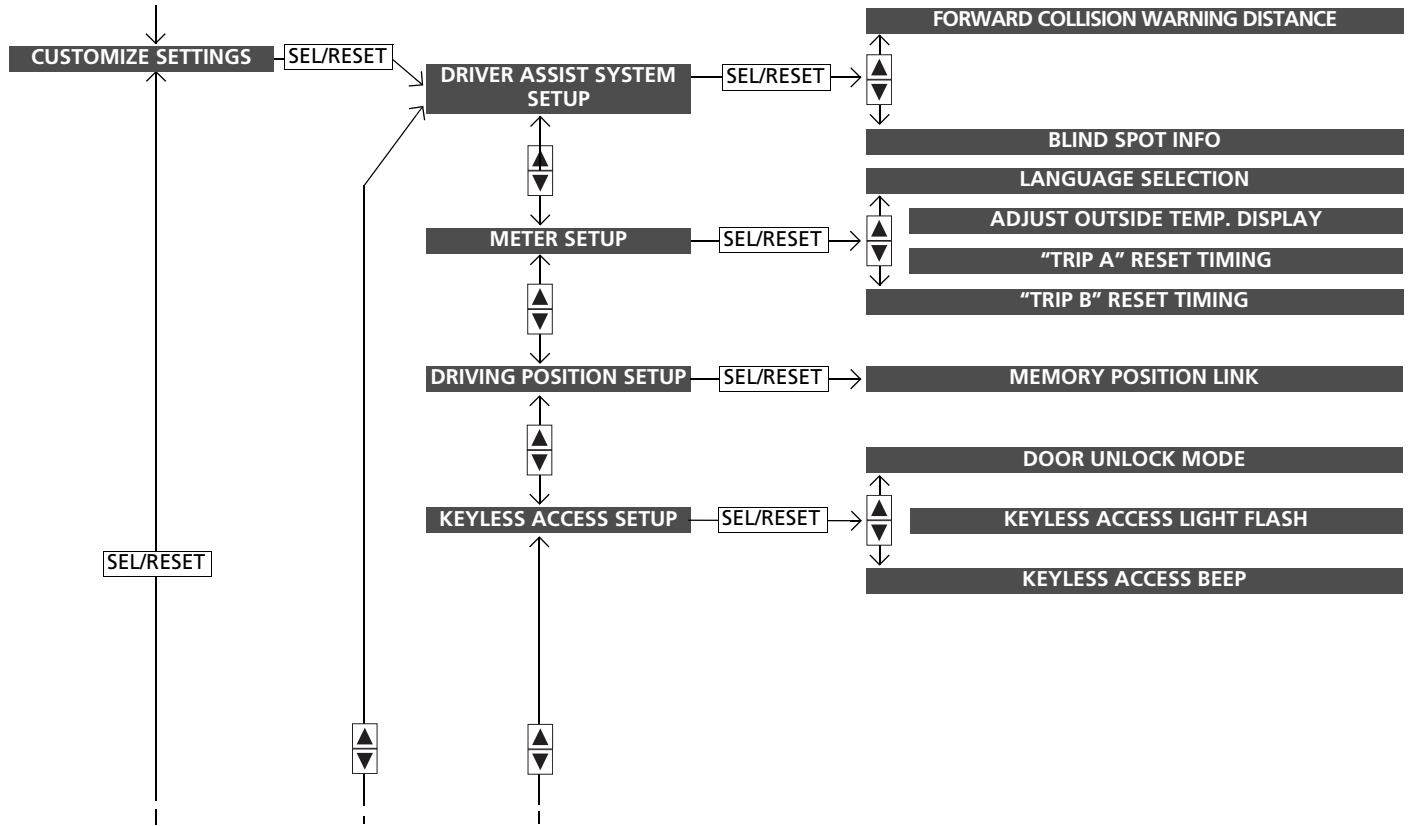 FORWARD COLLISION WARNING DISTANCE
CUSTOMIZE SETTINGS
SEL/RESET
DRIVER ASSIST SYSTEM
SETUP
SEL/RESET
BLIND SPOT INFO
LANGUAGE SELECTION
ADJUST OUTSIDE TEMP. DISPLAY
METER SETUP
SEL/RESET
“TRIP A” RESET TIMING
“TRIP B” RESET TIMING
DRIVING POSITION SETUP
SEL/RESET
MEMORY POSITION LINK
DOOR UNLOCK MODE
KEYLESS ACCESS SETUP
SEL/RESET
KEYLESS ACCESS LIGHT FLASH
SEL/RESET
KEYLESS ACCESS BEEP